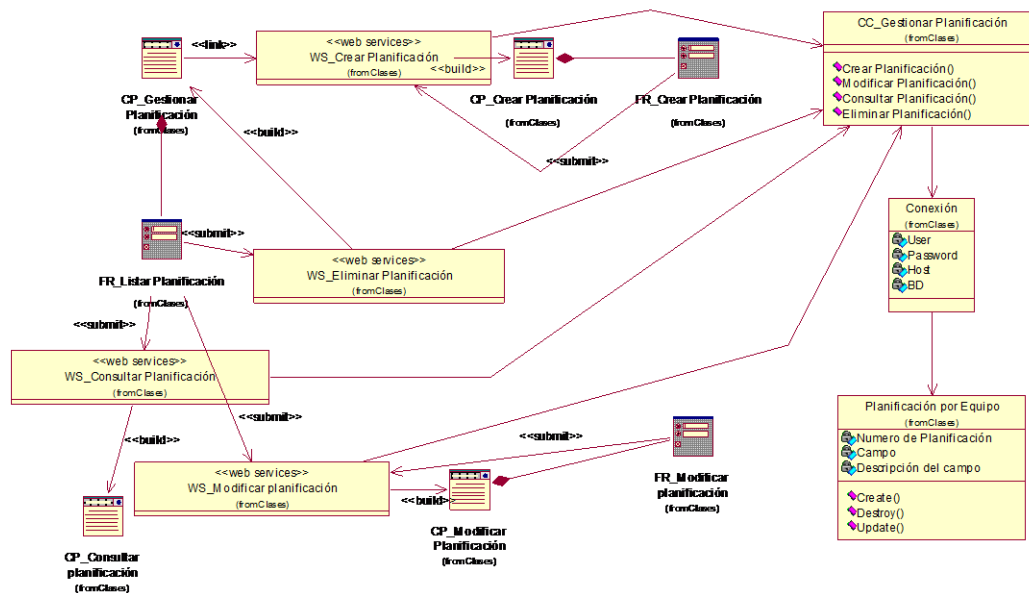 <<link>>
CP_Gestionar
Planificación
(fromClases)
<<web services>>
WS_Crear Planificación
(fromClases)
<<build>>
CP_Crear Planificación
(fromClases)
FR_Crear Planificación
(fromClases)
<<submit>>
CC_Gestionar Planificación
(fromClases)
Crear Planificación()
Modificar Planificación()
Consultar Planificación()
Eliminar Planificación()
<<build>>
FR_Listar Planificación
(fromClases)
<<submit>>
<<web services>>
WS_Eliminar Planificación
(fromClases)
Conexión
(fromClases)
User
Password
Host
BD
<<submit>>
<<web services>>
WS_Consultar Planificación
(fromClases)
<<build>>
CP_Consultar
planificación
(fromClases)
<<submit>>
<<web services>>
WS_Modificar planificación
(fromClases)
<<build>>
CP_Modificar
Planificación
(fromClases)
<<submit>>
FR_Modificar
planificación
(fromClases)
Planificación por Equipo
(fromClases)
Numero de Planificación
Campo
Descripción del campo
Create()
Destroy()
Update()